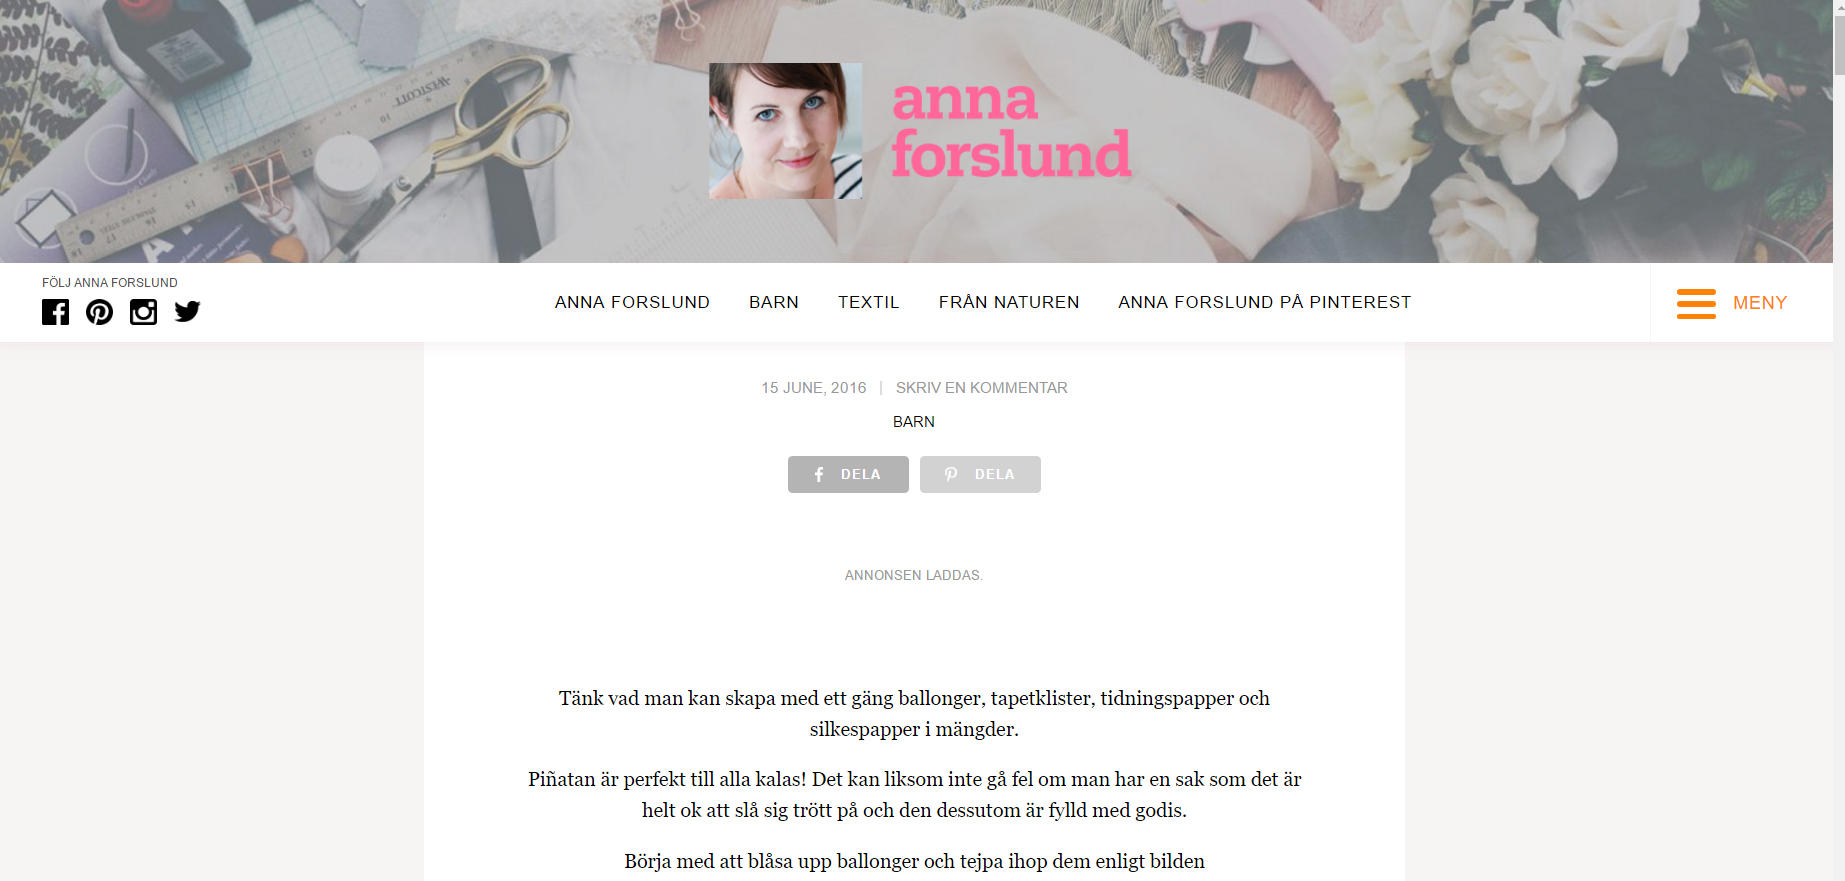 WESTCOTT
anna
forslund
FÖLJ ANNA FORSLUND
ANNA FORSLUND
BARN
TEXTIL
FRÅN NATUREN
ANNA FORSLUND PÅ PINTEREST
MENY
15 JUNE, 2016 | SKRIV EN KOMMENTAR
BARN
DELA
DELA
ANNONSEN LADDAS.
Tänk vad man kan skapa med ett gäng ballonger, tapetklister, tidningspapper och
silkespapper i mängder.
Piñatan är perfekt till alla kalas! Det kan liksom inte gå fel om man har en sak som det är
helt ok att slå sig trött på och den dessutom är fylld med godis.
Börja med att blåsa upp ballonger och tejpa ihop dem enligt bilden